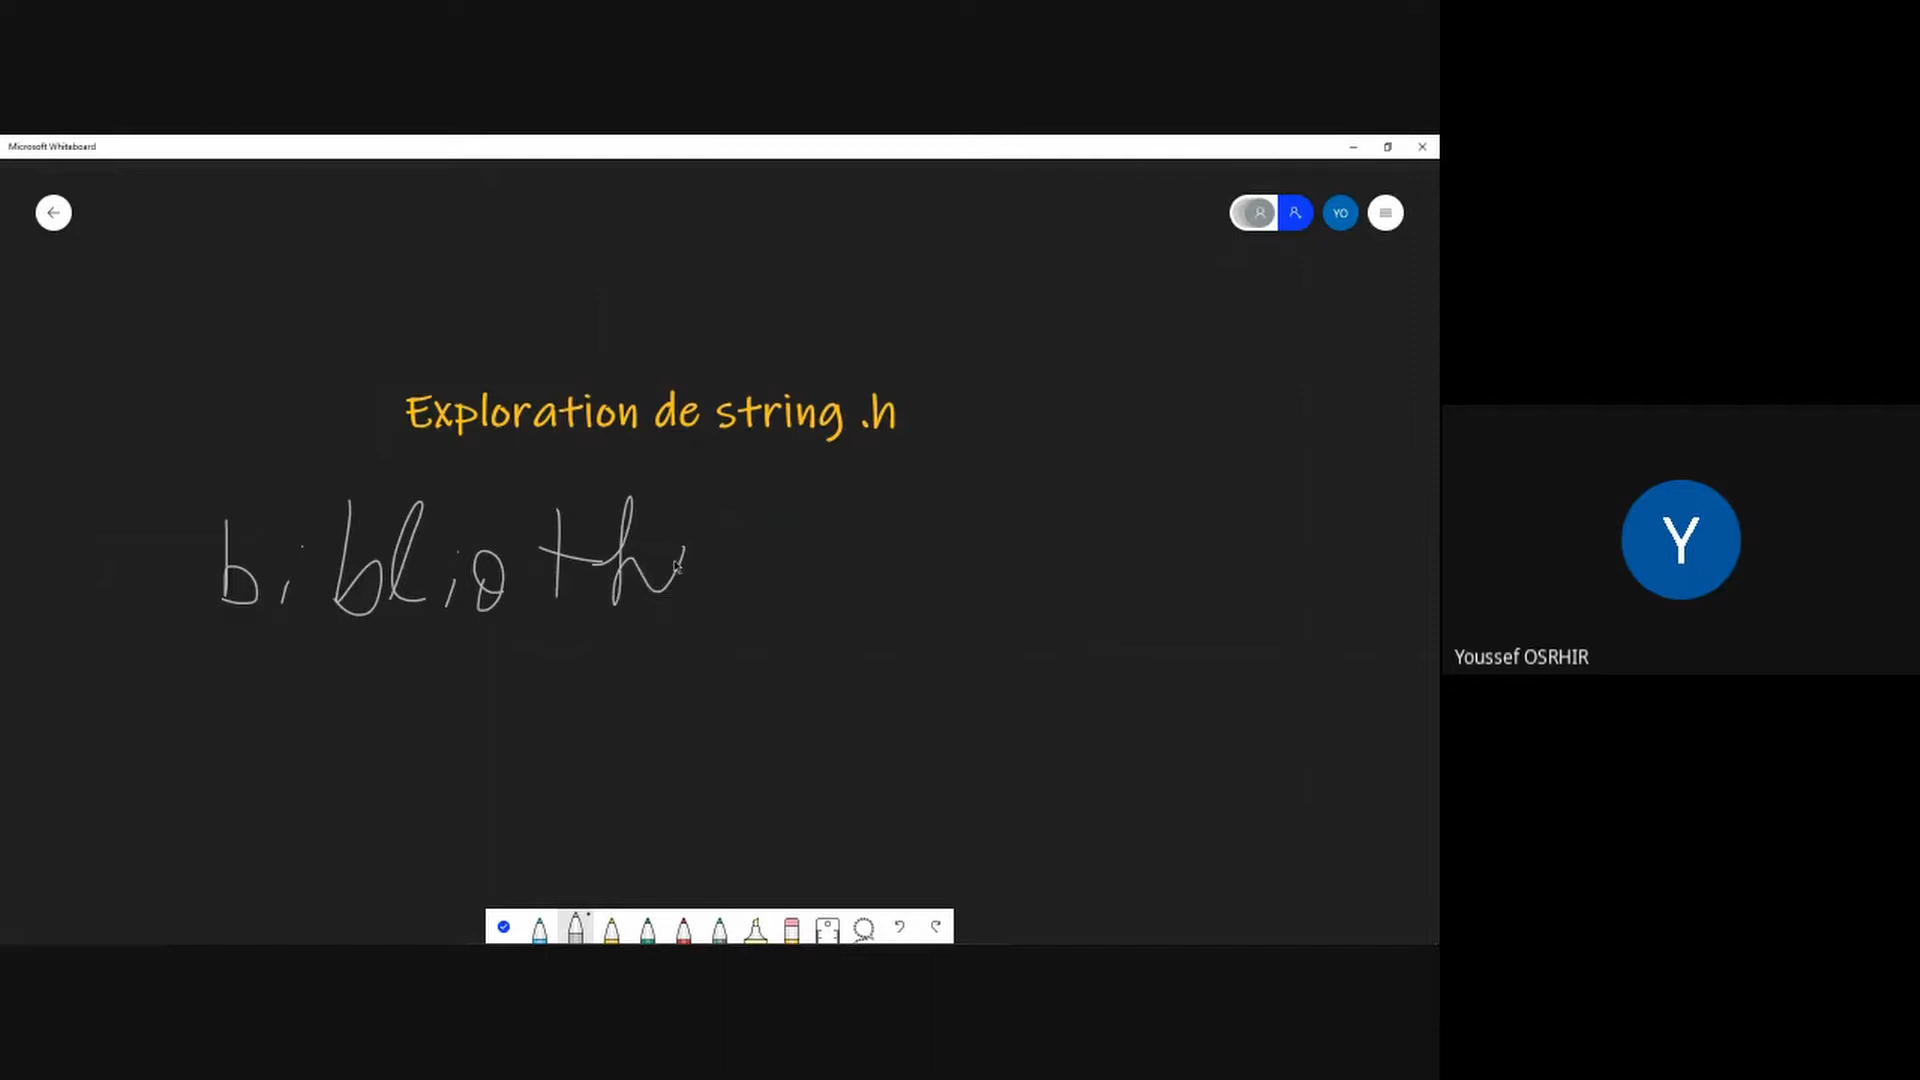 Microsoft Whiteboard
YO
Exploration de string .h
biblioth
Y
Youssef OSRHIR